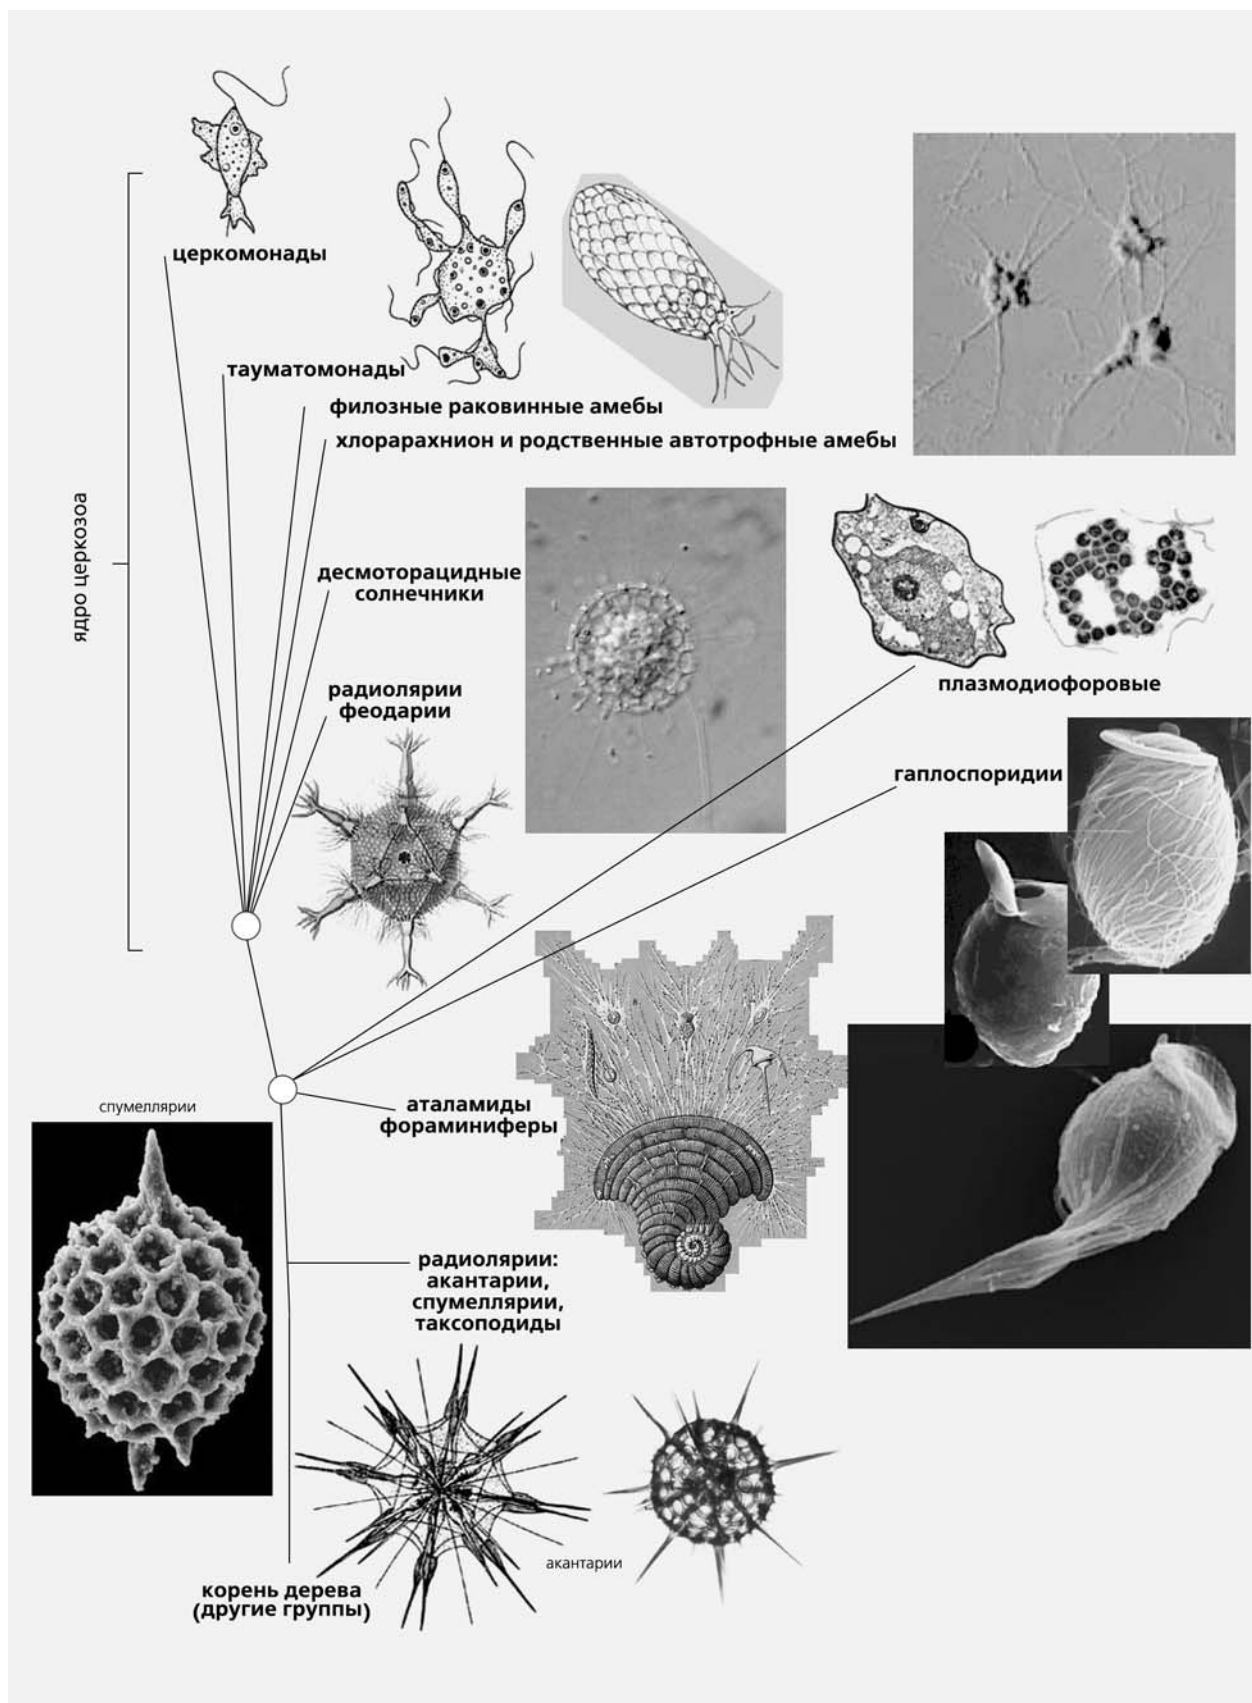 церкомонады
тауматомонады
филозные раковинные амебы
хлорарахнион и родственные автотрофные амебы
ядро церкозоа
десмоторацидные
солнечники
плазмодиофоровые
радиолярии
феодарии
гаплоспоридии
аталамиды
фораминиферы
спумеллярии
радиолярии:
акантарии,
спумеллярии,
таксоподиды
акантарии
корень дерева
(другие группы)